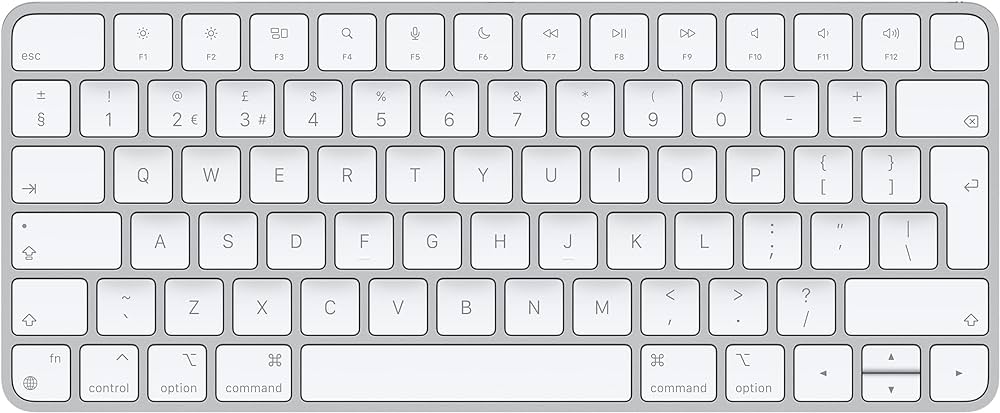 esc F1 F2 F3 F4 F5 F6 F7 F8 F9 F10 F11 F12
± ! @ £ $ % ^ & * ( ) — +
§ 1 2 € 3 # 4 5 6 7 8 9 0 - =
Q W E R T Y U I O P { }
[ ]
A S D F G H J K L : " |
; ' \
~ Z X C V B N M < > ?
` , . /
fn
control option command command option